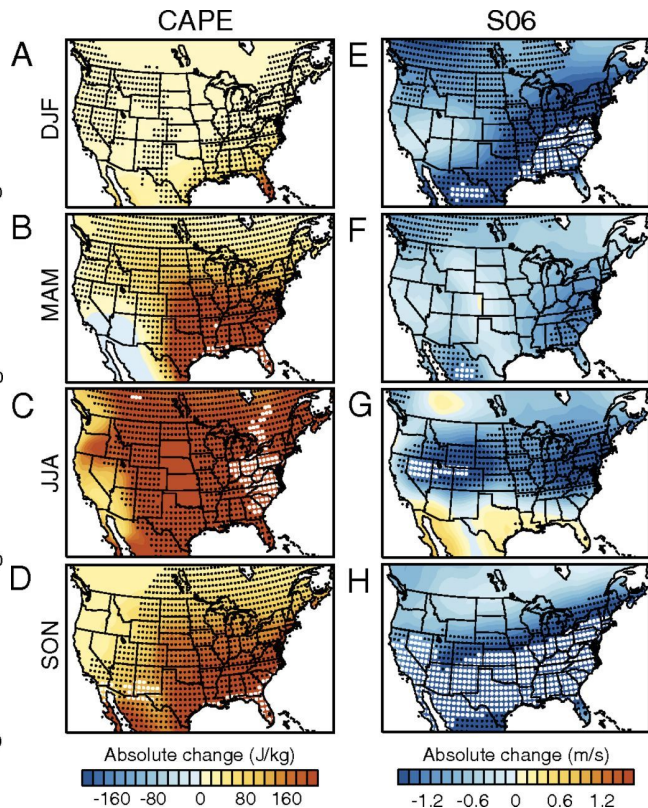 CAPE S06
A E
DJF
B F
MAM
C G
JJA
D H
SON
Absolute change (J/kg) Absolute change (m/s)
-160 -80 0 80 160 -1.2 -0.6 0 0.6 1.2